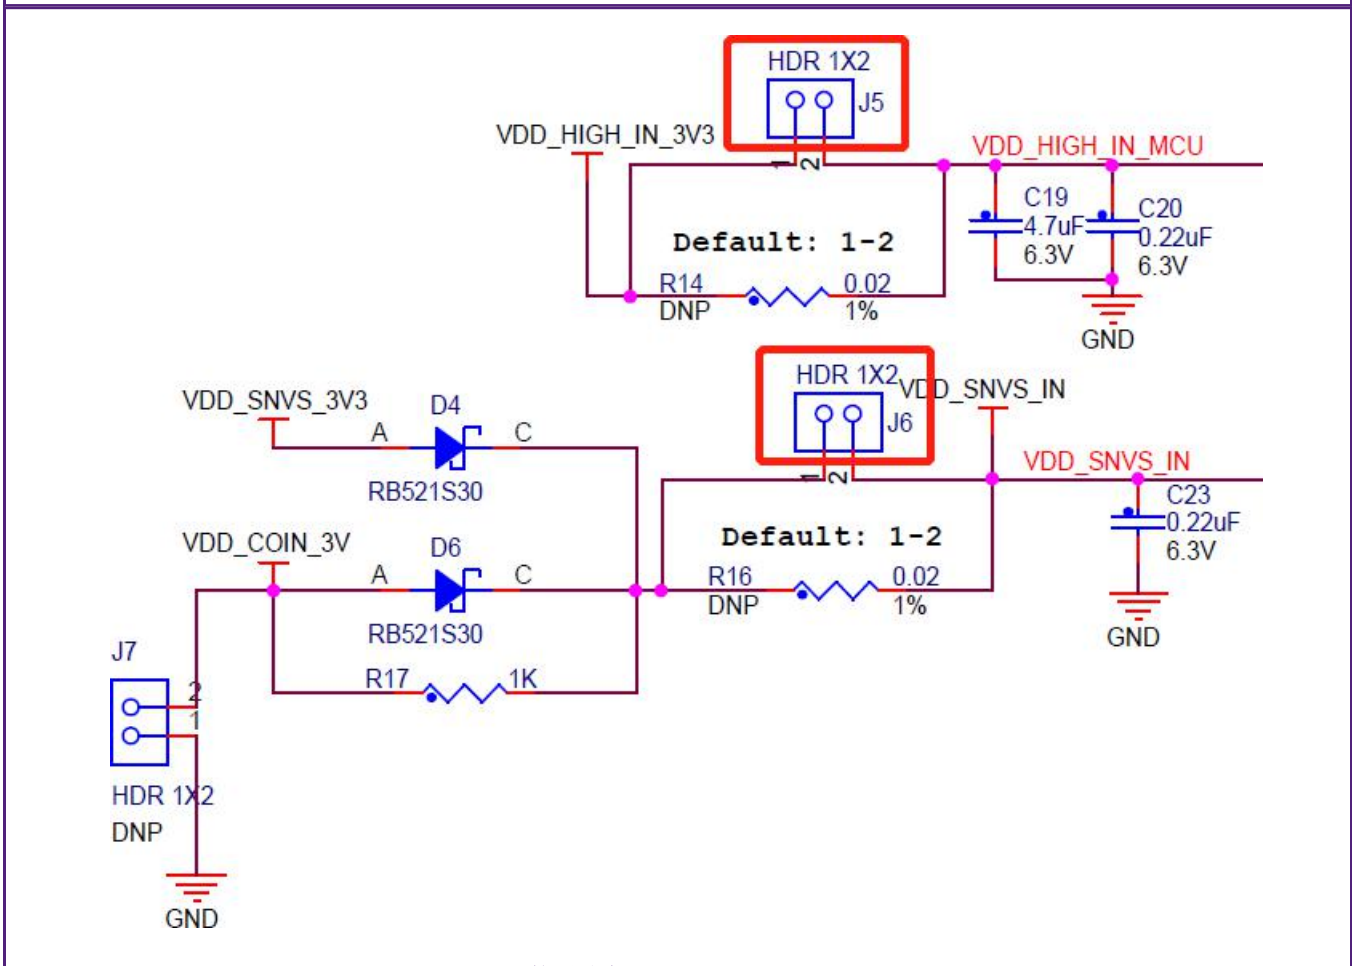 HDR 1X2
J5
VDD_HIGH_IN_3V3
1
2
VDD_HIGH_IN_MCU
C19
4.7uF
6.3V
C20
0.22uF
6.3V
Default: 1-2
R14
0.02
DNP
1%
GND
HDR 1X2
J6
VDD_SNVS_IN
VDD_SNVS_3V3
D4
A
C
RB521S30
1
2
VDD_SNVS_IN
C23
0.22uF
6.3V
Default: 1-2
VDD_COIN_3V
D6
A
C
RB521S30
R16
0.02
DNP
1%
GND
J7
R17
1K
2
1
HDR 1X2
DNP
GND